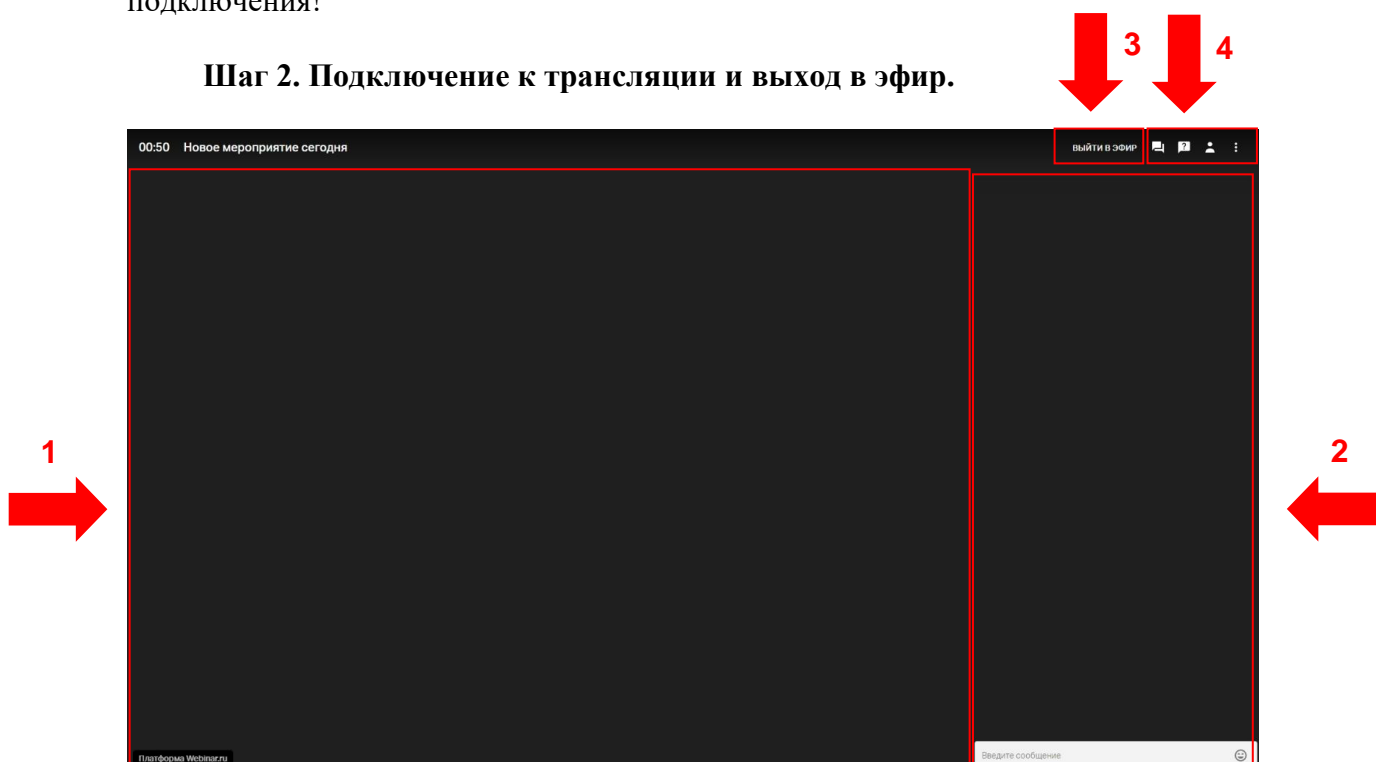 подключения!
3 4
Шаг 2. Подключение к трансляции и выход в эфир.
00:50 Новое мероприятие сегодня ВЫЙТИ В ЭФИР ?
1 2
Платформа Webinar.ru Введите сообщение